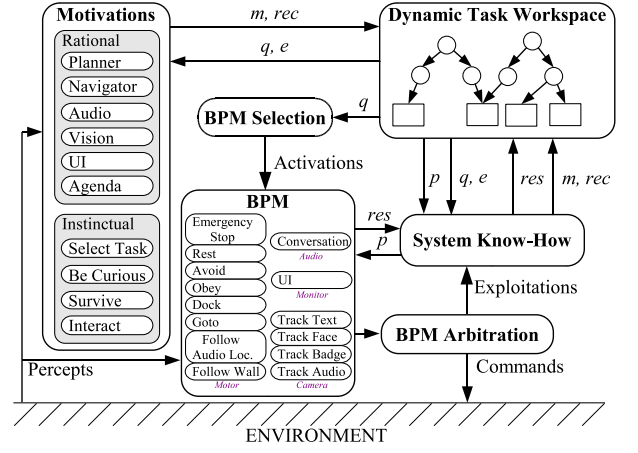 Motivations
Rational
Planner
Navigator
Audio
Vision
UI
Agenda
Instinctual
Select Task
Be Curious
Survive
Interact
m, rec
q, e
Dynamic Task Workspace
q
BPM Selection
Activations
p
q, e
res
m, rec
BPM
Emergency
Stop
Rest
Avoid
Obey
Dock
Goto
Follow
Audio Loc.
Follow Wall
Motor
Conversation
Audio
UI
Monitor
Track Text
Track Face
Track Badge
Track Audio
Camera
res
p
System Know-How
Exploitations
BPM Arbitration
Commands
Percepts
ENVIRONMENT